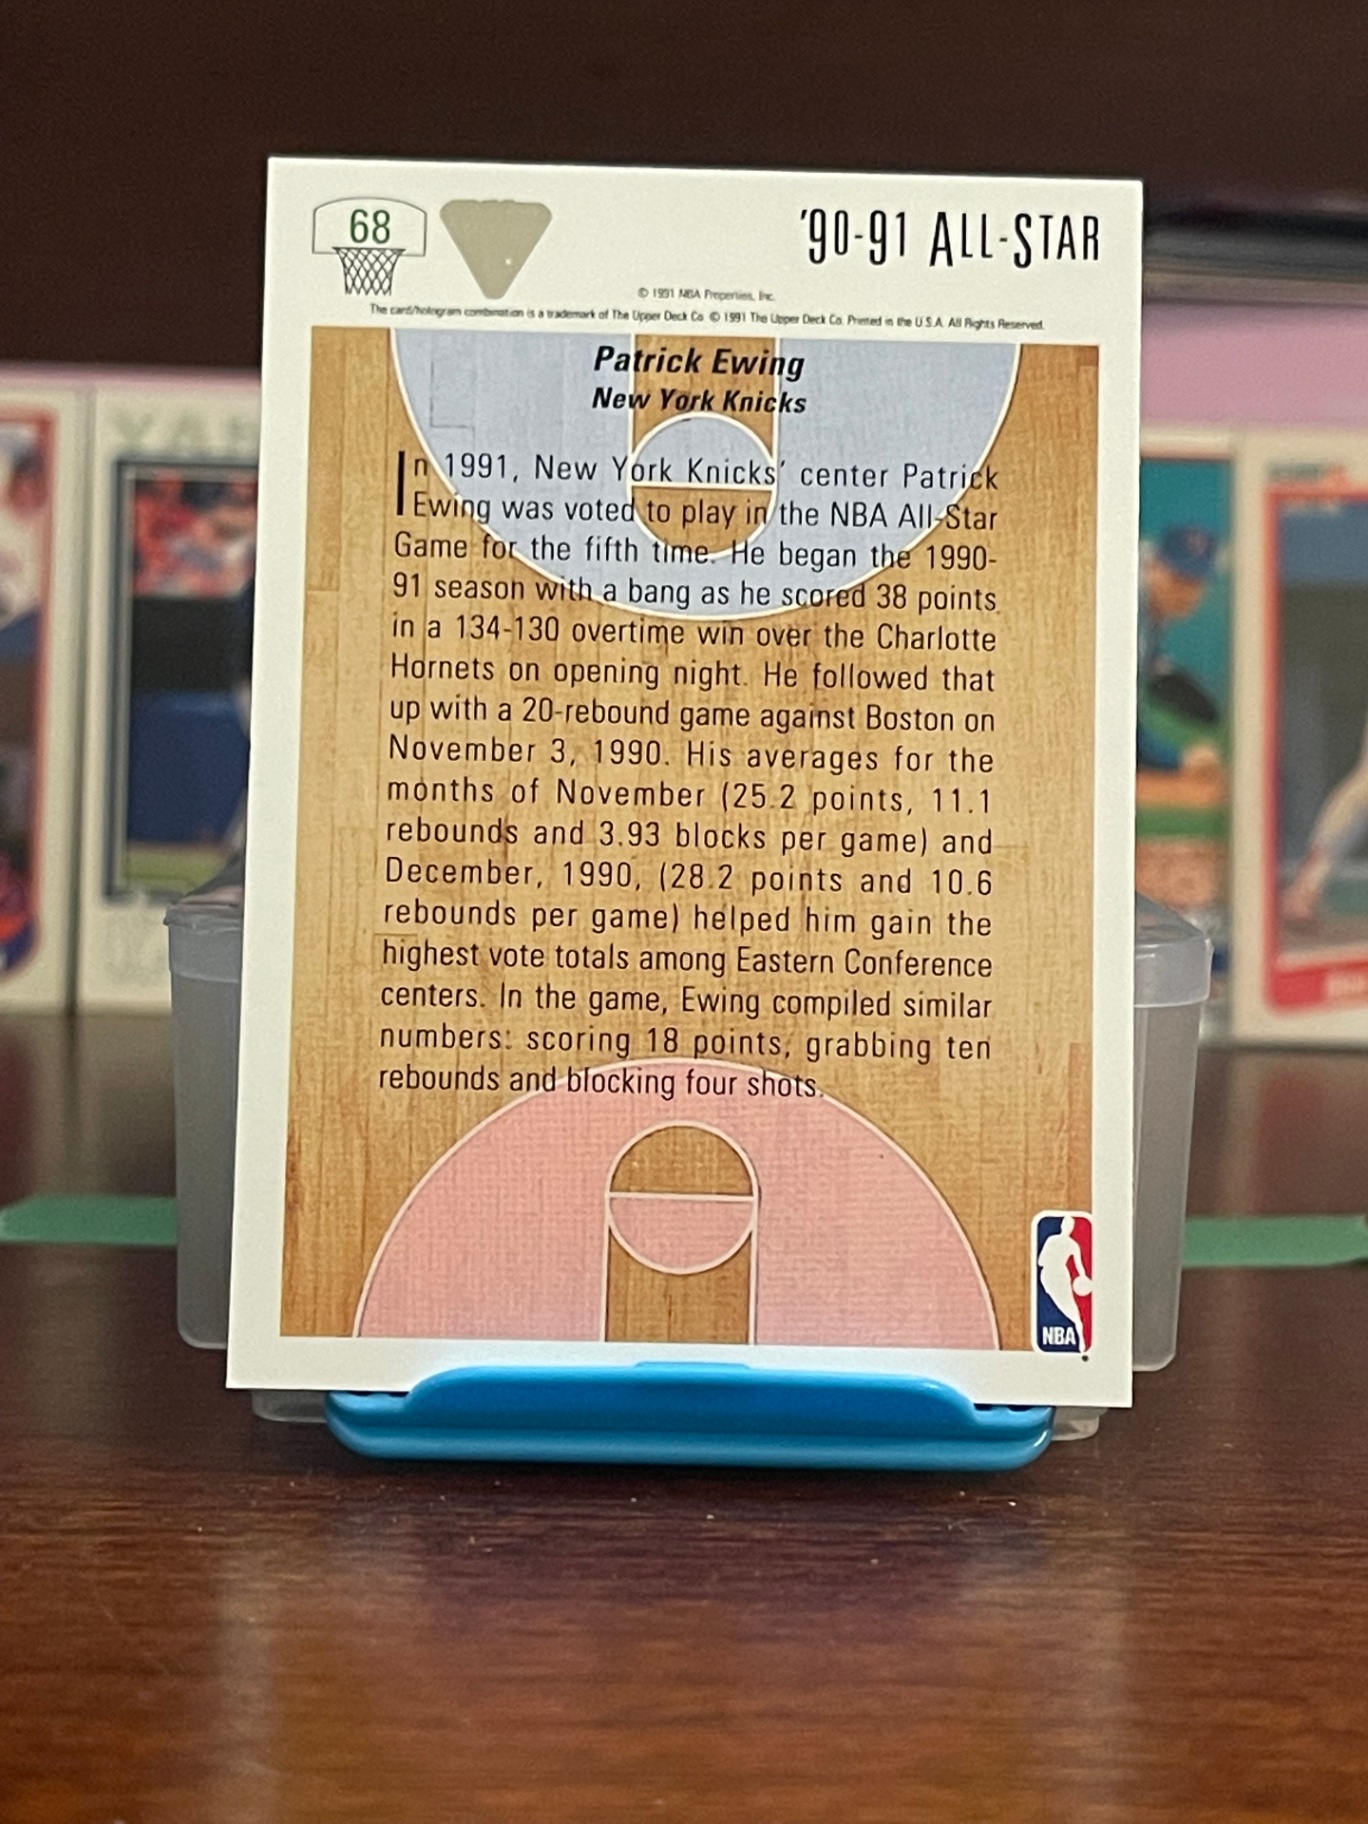 68
'90-91 ALL-STAR
© 1991 NBA Properties, Inc.
The card/hologram combination is a trademark of The Upper Deck Co. © 1991 The Upper Deck Co. Printed in the U.S.A. All Rights Reserved.
Patrick Ewing
New York Knicks
In 1991, New York Knicks' center Patrick
Ewing was voted to play in the NBA All-Star
Game for the fifth time. He began the 1990-
91 season with a bang as he scored 38 points
in a 134-130 overtime win over the Charlotte
Hornets on opening night. He followed that
up with a 20-rebound game against Boston on
November 3, 1990. His averages for the
months of November (25.2 points, 11.1
rebounds and 3.93 blocks per game) and
December, 1990, (28.2 points and 10.6
rebounds per game) helped him gain the
highest vote totals among Eastern Conference
centers. In the game, Ewing compiled similar
numbers: scoring 18 points, grabbing ten
rebounds and blocking four shots.
NBA